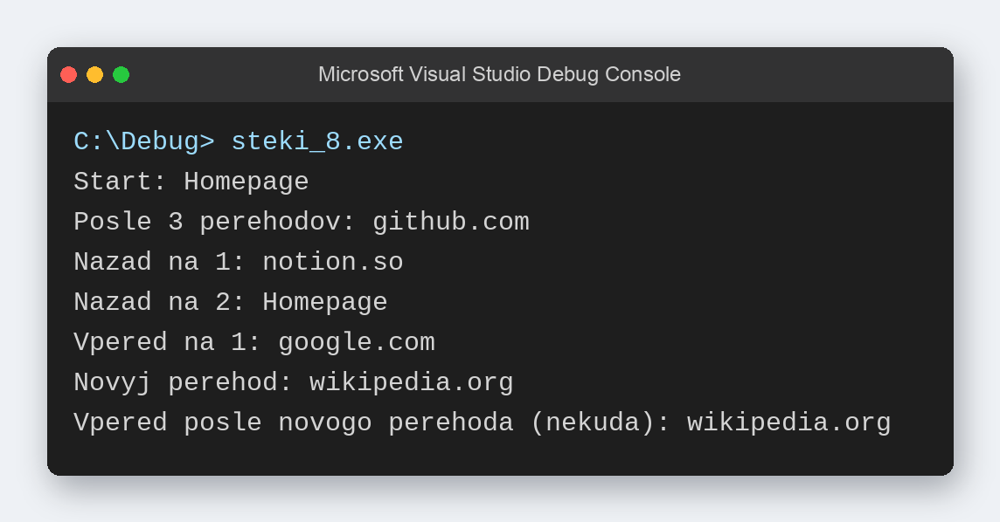 Microsoft Visual Studio Debug Console
C:\Debug> steki_8.exe
Start: Homepage
Posle 3 perehodov: github.com
Nazad na 1: notion.so
Nazad na 2: Homepage
Vpered na 1: google.com
Novyj perehod: wikipedia.org
Vpered posle novogo perehoda (nekuda): wikipedia.org